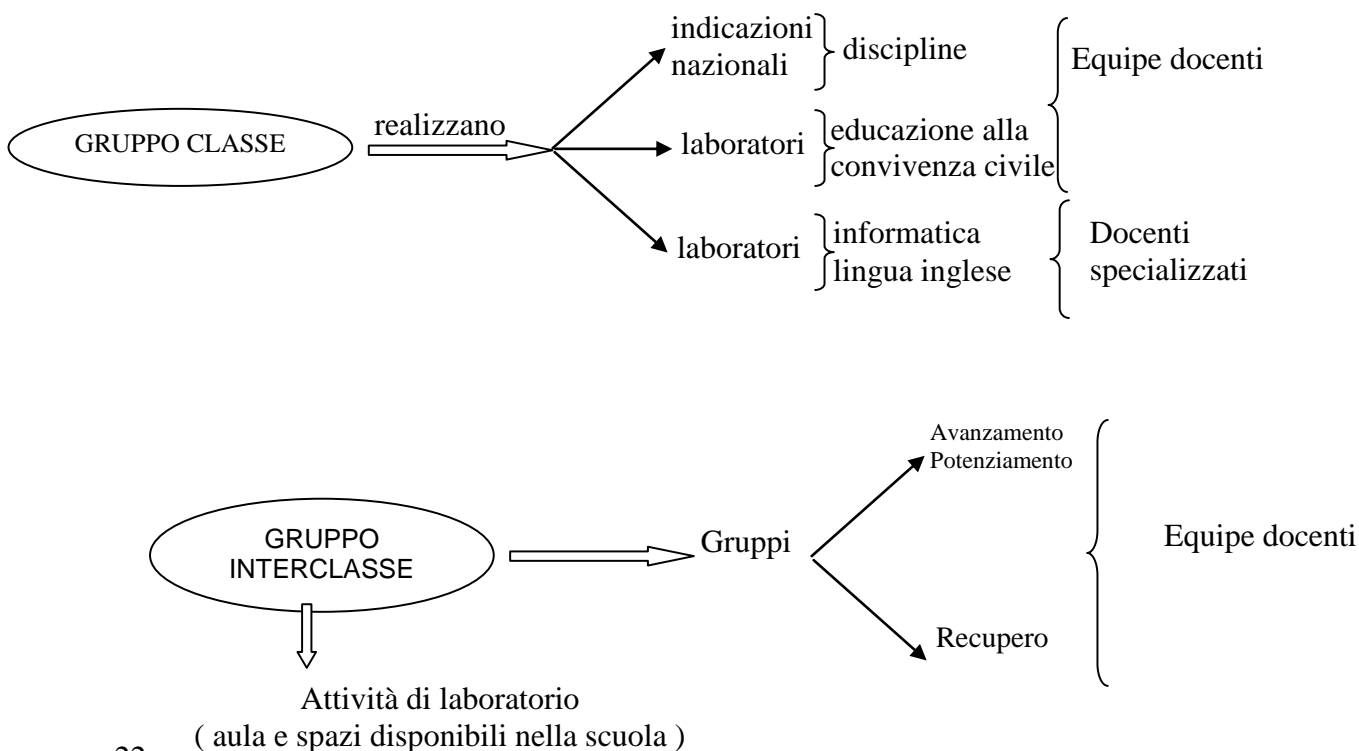 indicazioni
nazionali
discipline
Equipe docenti
GRUPPO CLASSE
realizzano
laboratori
educazione alla
convivenza civile
laboratori
informatica
lingua inglese
Docenti
specializzati
Avanzamento
Potenziamento
GRUPPO
INTERCLASSE
Gruppi
Equipe docenti
Recupero
Attività di laboratorio
( aula e spazi disponibili nella scuola )